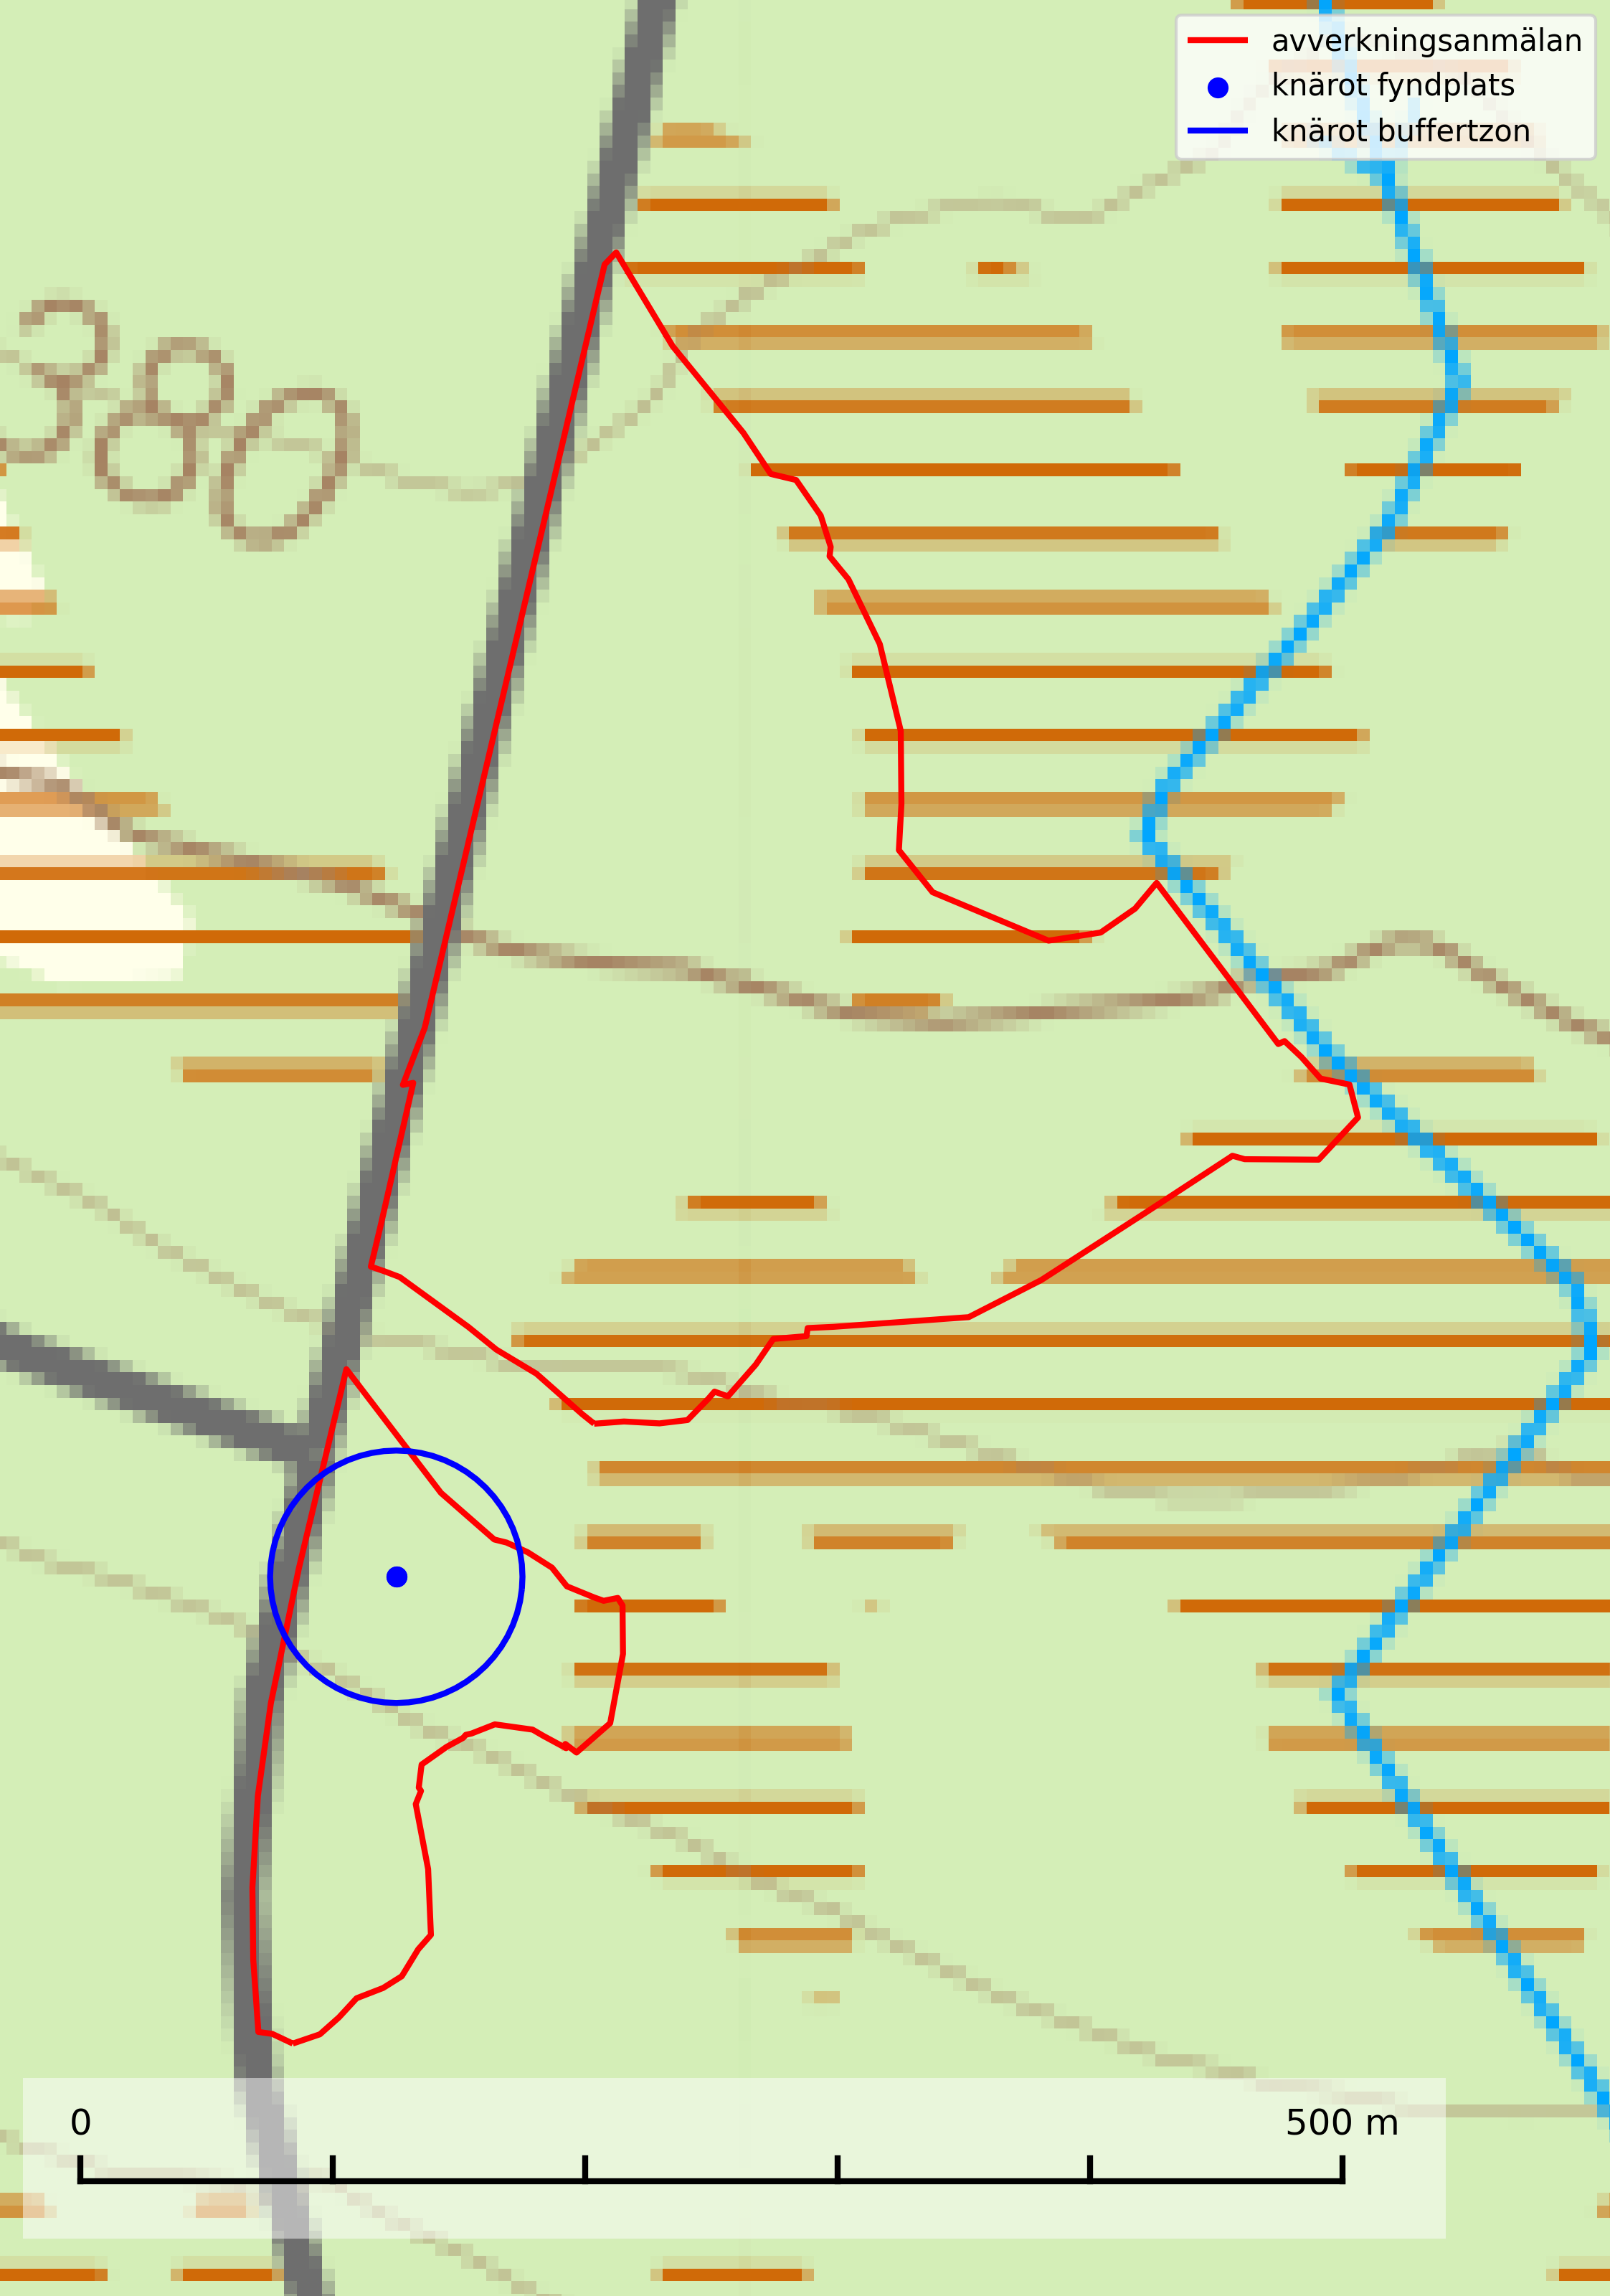 avverkningsanmälan
knärot fyndplats
knärot buffertzon
380
0
500 m